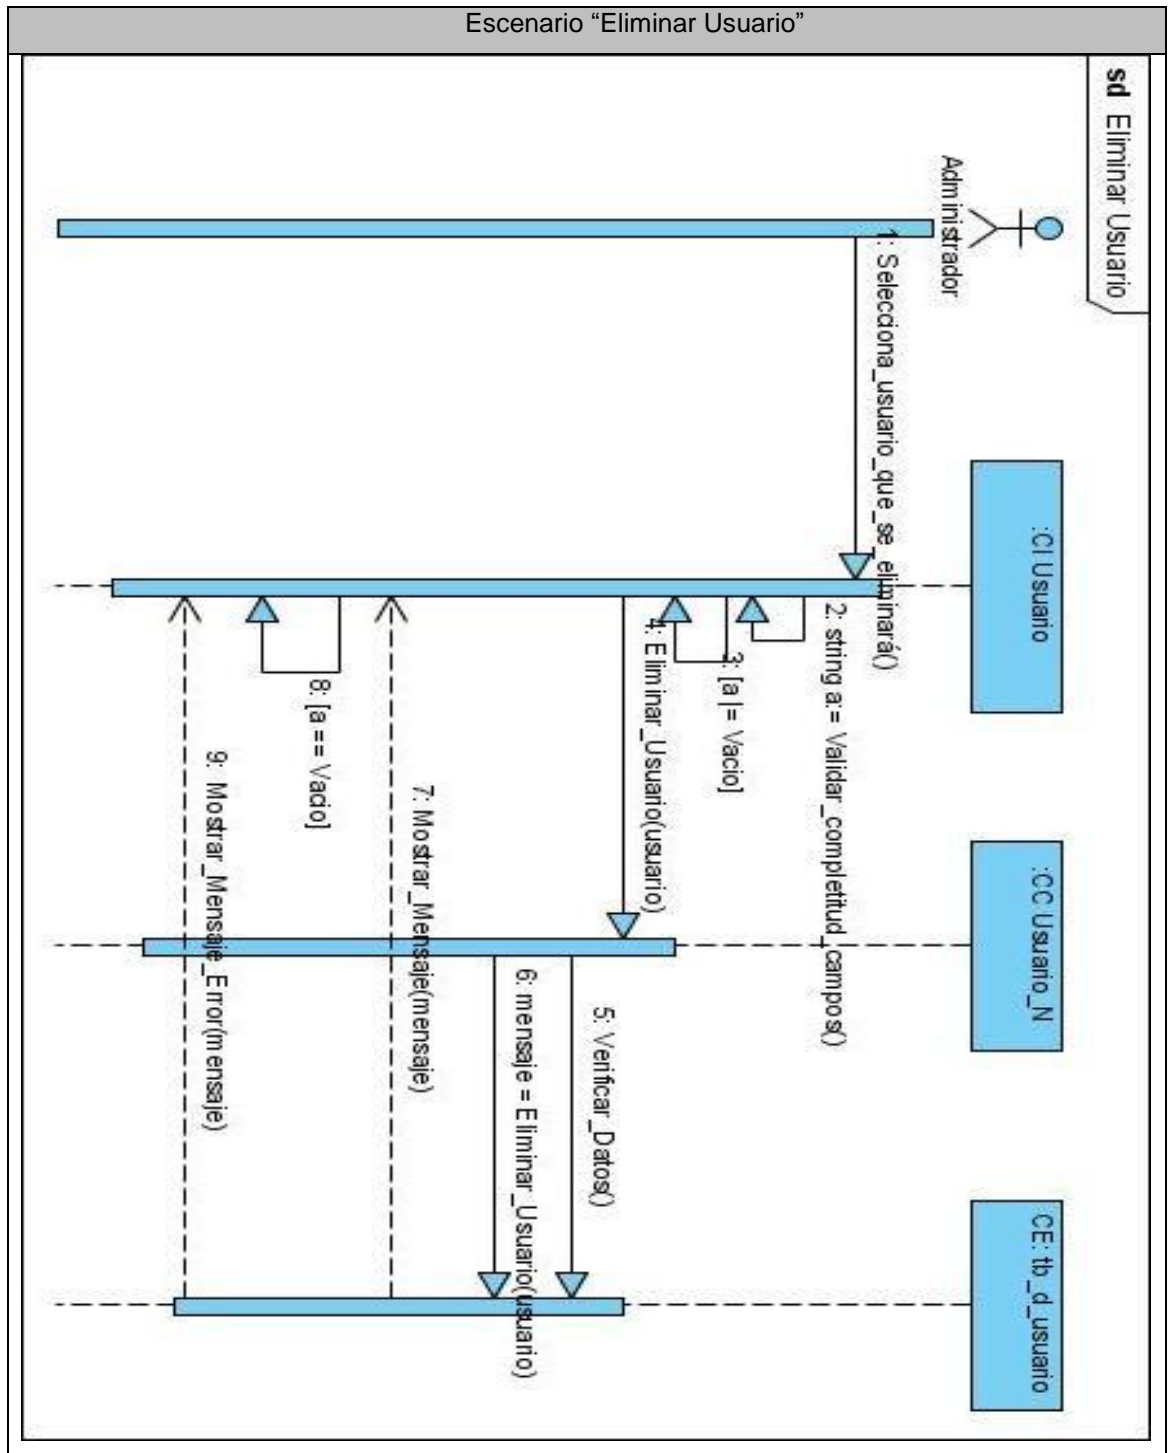 Escenario “Eliminar Usuario”
sd Eliminar Usuario
Administrador
:CI Usuario
:CC Usuario_N
CE: tb_d_usuario
1: Selecciona_usuario_que_se_eliminará()
2: string a:= Validar_completitud_campos()
3: [a != Vacio]
4: Eliminar_Usuario(usuario)
5: Verificar_Datos()
6: mensaje = Eliminar_Usuario(usuario)
7: Mostrar_Mensaje(mensaje)
8: [a == Vacio]
9: Mostrar_Mensaje_Error(mensaje)